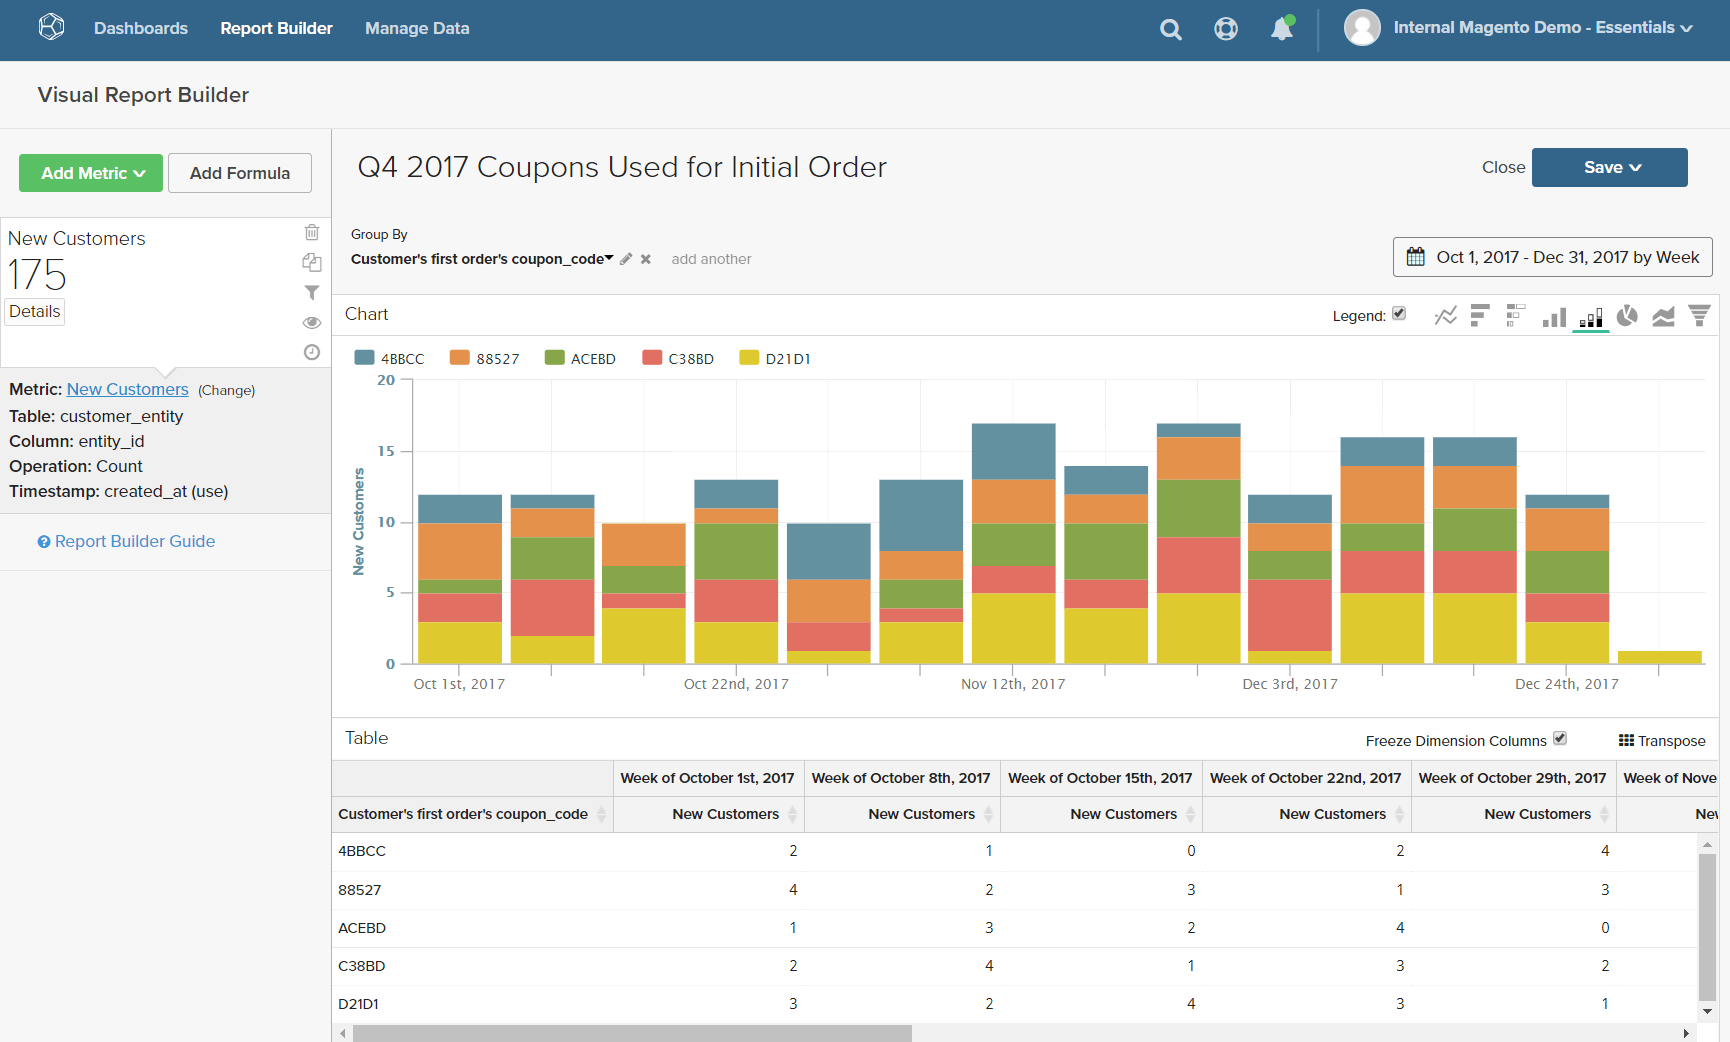 Dashboards Report Builder Manage Data Internal Magento Demo - Essentials
Visual Report Builder
Add Metric Add Formula
New Customers
175
Details
Metric: New Customers (Change)
Table: customer_entity
Column: entity_id
Operation: Count
Timestamp: created_at (use)
Report Builder Guide
Q4 2017 Coupons Used for Initial Order
Close Save
Group By
Customer's first order's coupon_code add another
Oct 1, 2017 - Dec 31, 2017 by Week
Chart Legend:
4BBCC 88527 ACEBD C38BD D21D1
New Customers
20
15
10
5
0
Oct 1st, 2017 Oct 22nd, 2017 Nov 12th, 2017 Dec 3rd, 2017 Dec 24th, 2017
Table Freeze Dimension Columns Transpose
Week of October 1st, 2017 Week of October 8th, 2017 Week of October 15th, 2017 Week of October 22nd, 2017 Week of October 29th, 2017 Week of Nove
Customer's first order's coupon_code New Customers New Customers New Customers New Customers New Customers Nev
4BBCC 2 1 0 2 4
88527 4 2 3 1 3
ACEBD 1 3 2 4 0
C38BD 2 4 1 3 2
D21D1 3 2 4 3 1